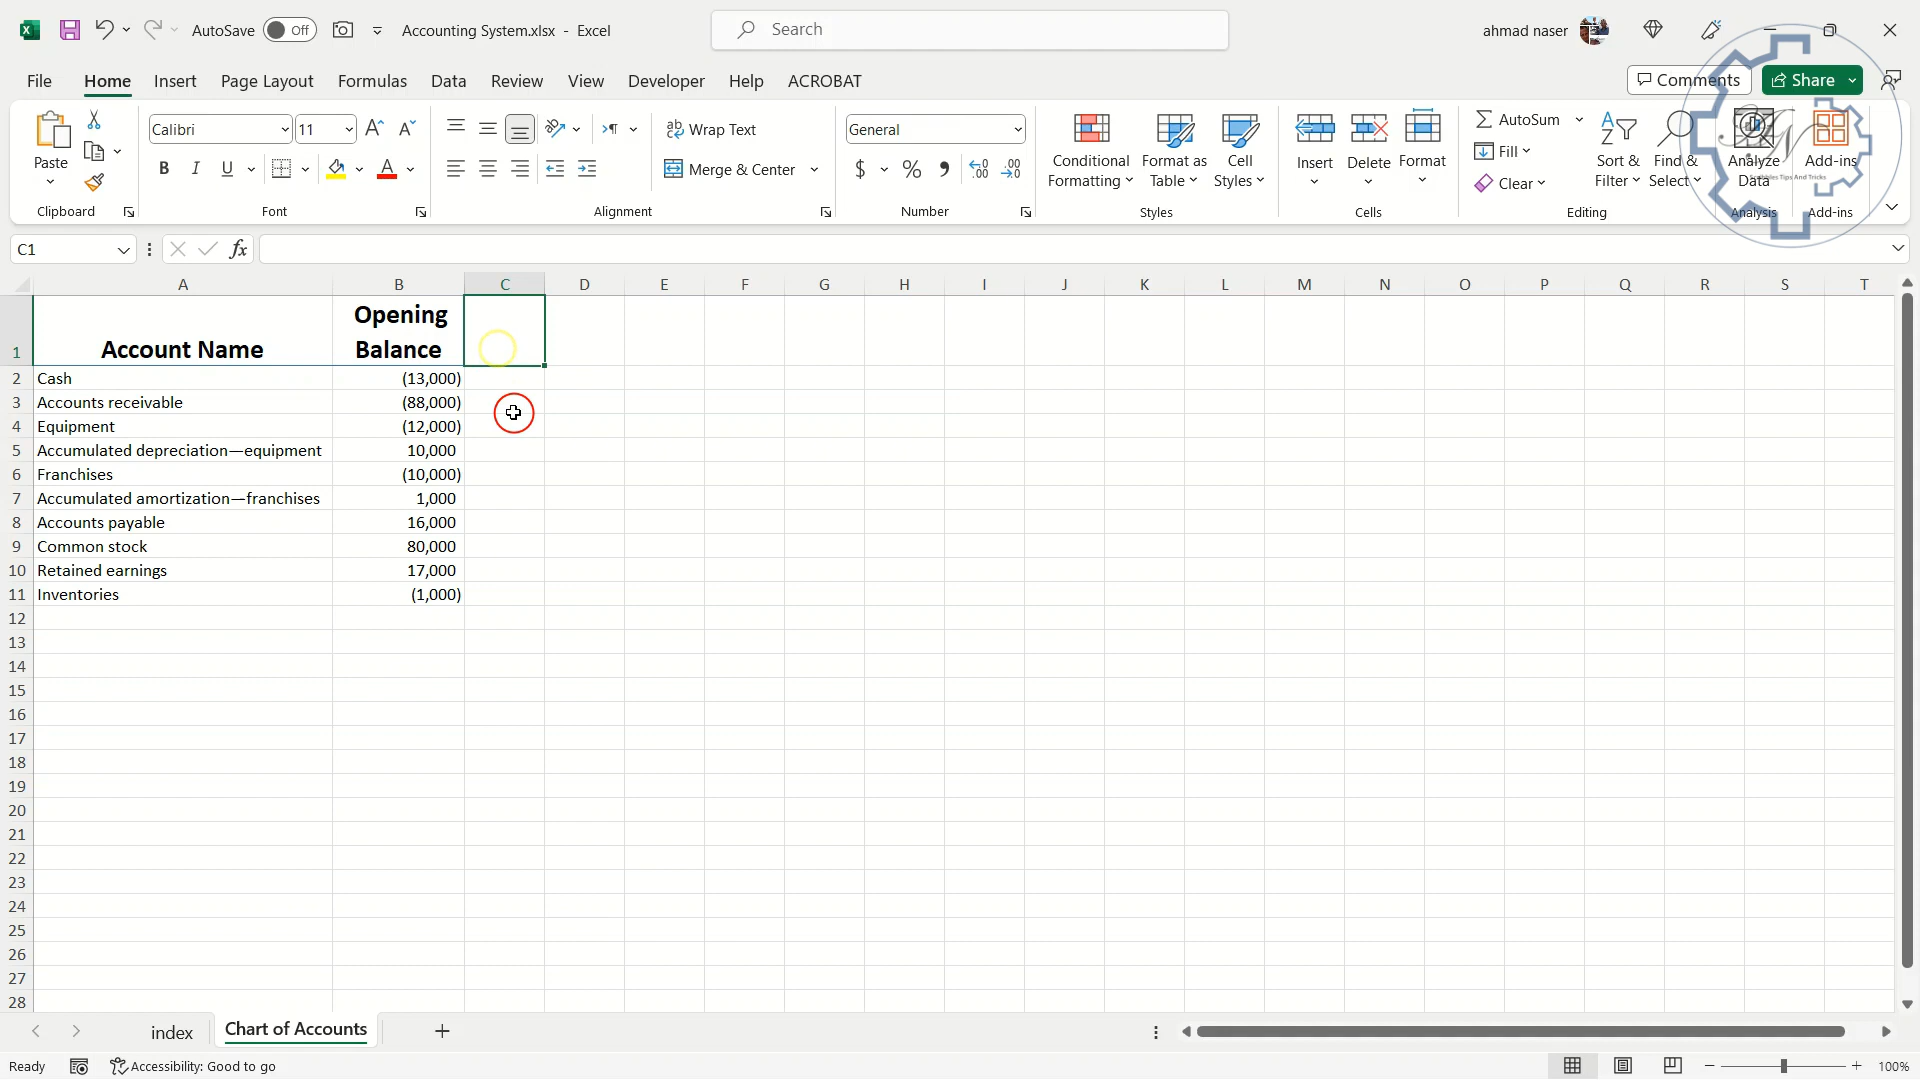 AutoSave Off Accounting System.xlsx - Excel Search ahmad naser
File Home Insert Page Layout Formulas Data Review View Developer Help ACROBAT Comments Share
Paste
Clipboard
Calibri 11
B I U A
Font
Wrap Text
Merge & Center
Alignment
General
$ %
Number
Conditional Formatting
Format as Table
Cell Styles
Styles
Insert Delete Format
Cells
AutoSum
Fill
Clear
Sort & Filter
Find & Select
Editing
Analyze Data
Analysis
Add-ins
Add-ins
C1 fx
A B C D E F G H I J K L M N O P Q R S T
1 Account Name Opening Balance
2 Cash (13,000)
3 Accounts receivable (88,000)
4 Equipment (12,000)
5 Accumulated depreciation—equipment 10,000
6 Franchises (10,000)
7 Accumulated amortization—franchises 1,000
8 Accounts payable 16,000
9 Common stock 80,000
10 Retained earnings 17,000
11 Inventories (1,000)
12
13
14
15
16
17
18
19
20
21
22
23
24
25
26
27
28
index Chart of Accounts
Ready Accessibility: Good to go 100%